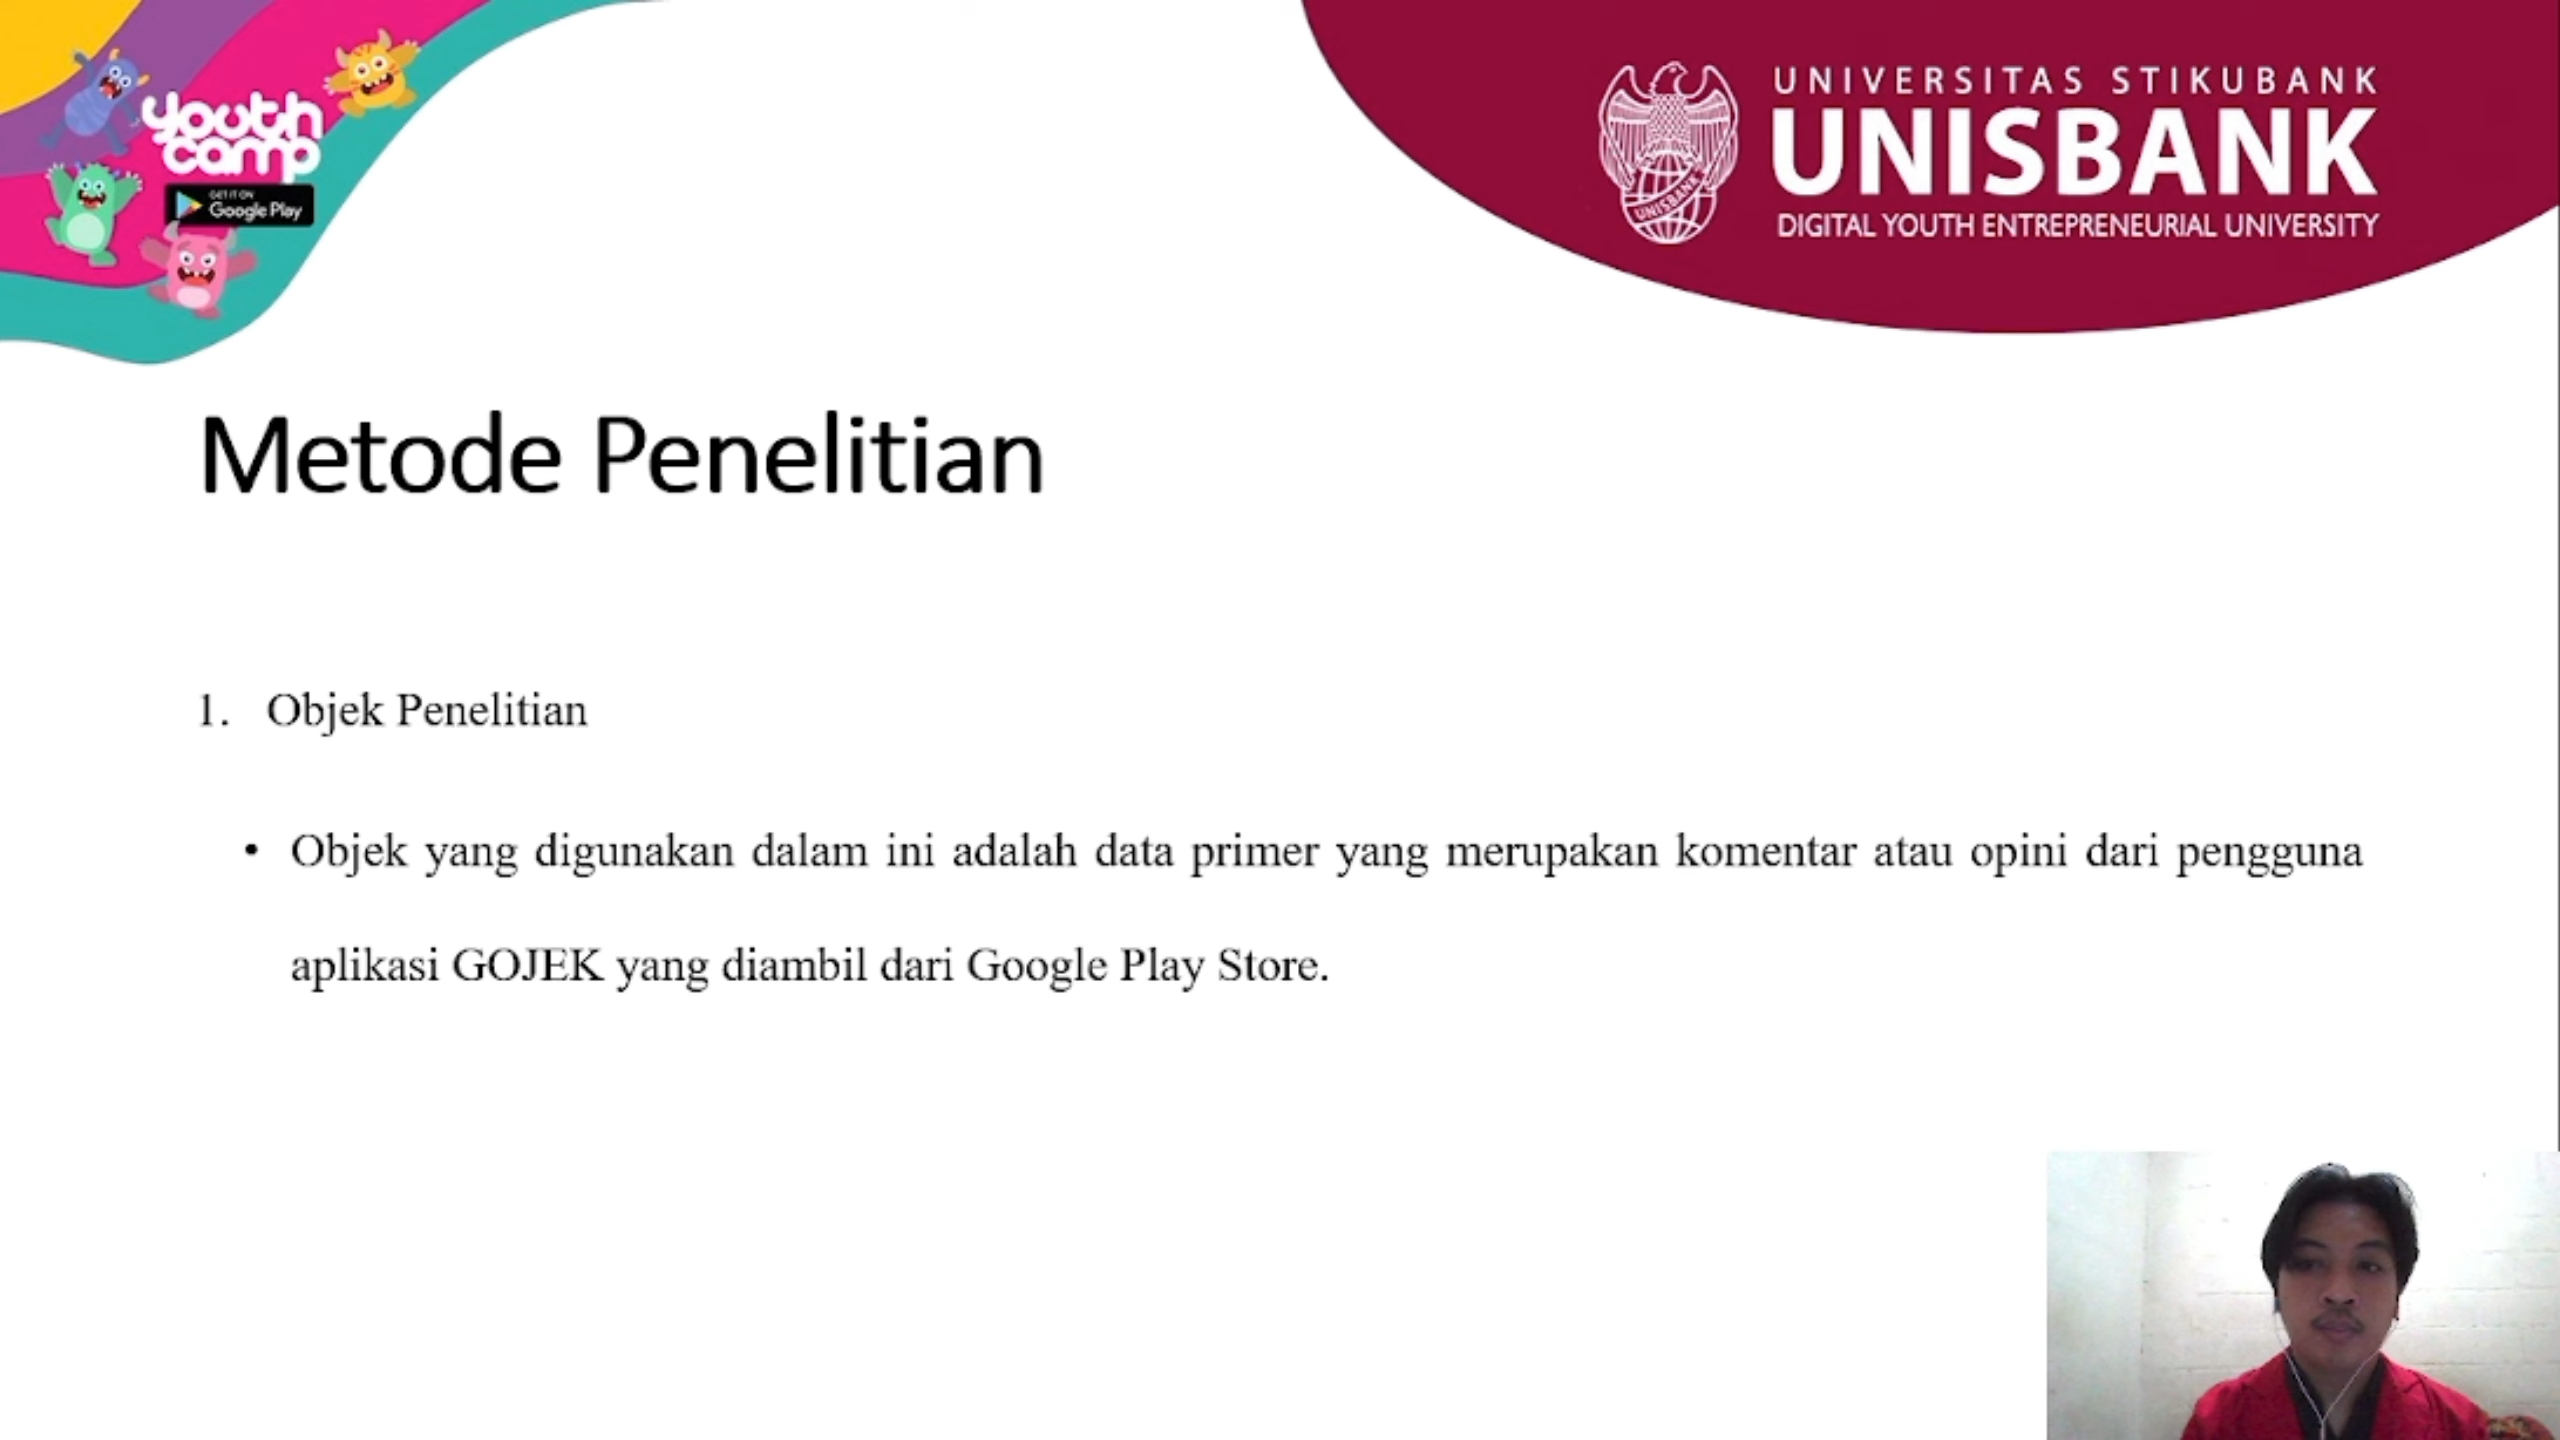 youth
camp
GET IT ON
Google Play
UNIVERSITAS STIKUBANK
UNISBANK
DIGITAL YOUTH ENTREPRENEURIAL UNIVERSITY
UNISBANK
Metode Penelitian
1. Objek Penelitian
• Objek yang digunakan dalam ini adalah data primer yang merupakan komentar atau opini dari pengguna
aplikasi GOJEK yang diambil dari Google Play Store.